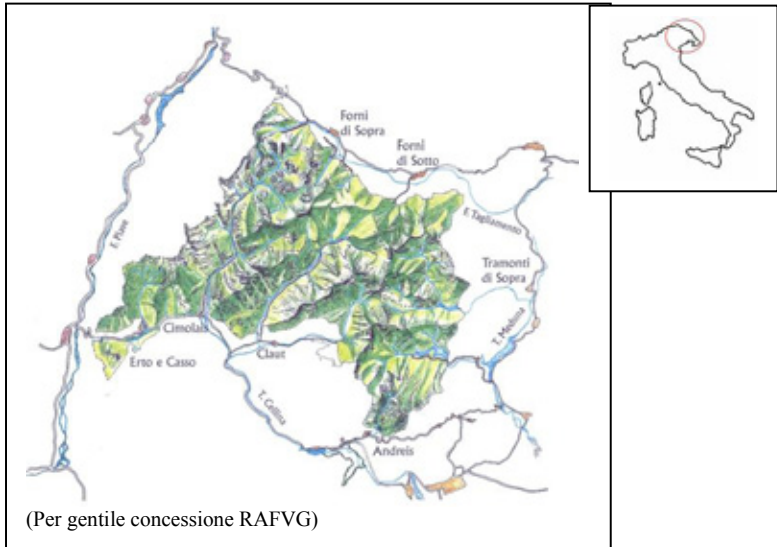 Forni
di Sopra
Forni
di Sotto
F. Piave
F. Tagliamento
Tramonti
di Sopra
T. Meduna
Cimolais
Erto e Casso
Claut
T. Cellina
Andreis
(Per gentile concessione RAFVG)